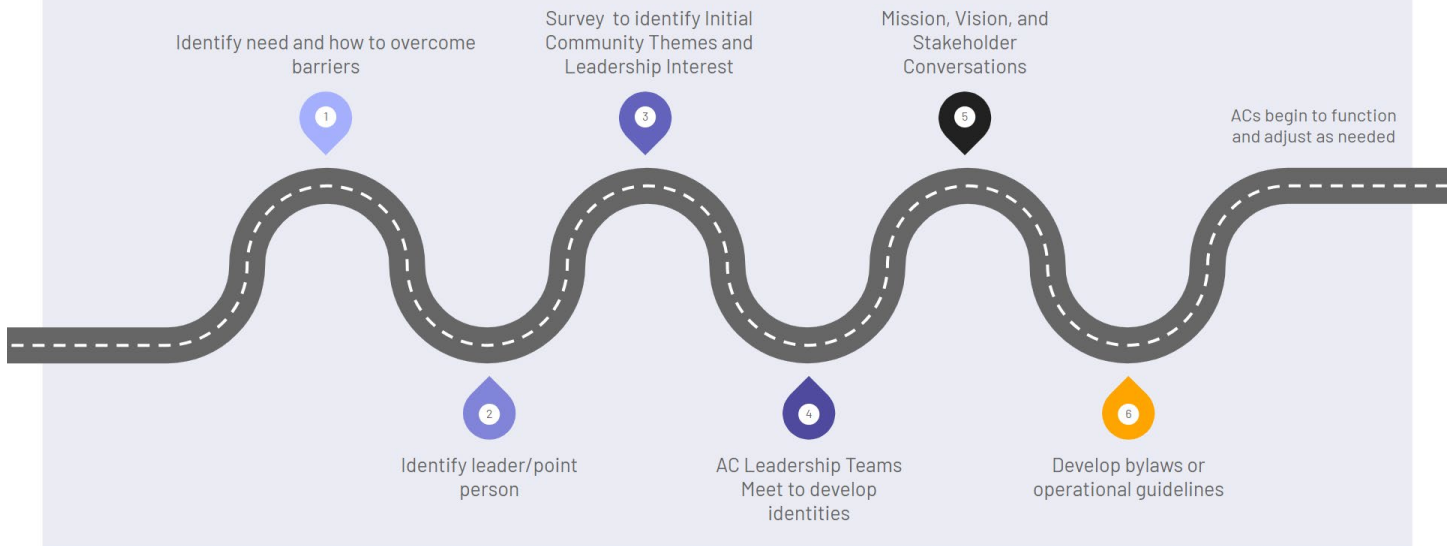 Identify need and how to overcome
barriers
1
2
Identify leader/point
person
Survey to identify Initial
Community Themes and
Leadership Interest
3
4
AC Leadership Teams
Meet to develop
identities
Mission, Vision, and
Stakeholder
Conversations
5
6
Develop bylaws or
operational guidelines
ACs begin to function
and adjust as needed